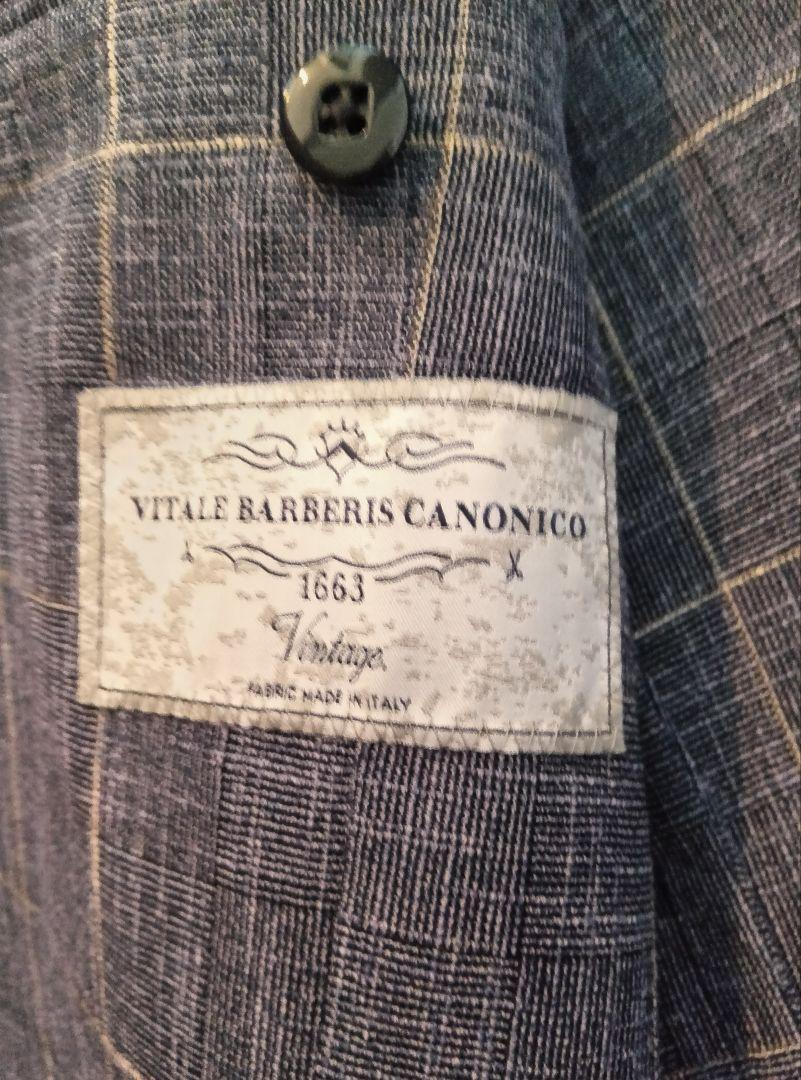 VITALE BARBERIS CANONICO
1663
Vintage
FABRIC MADE IN ITALY